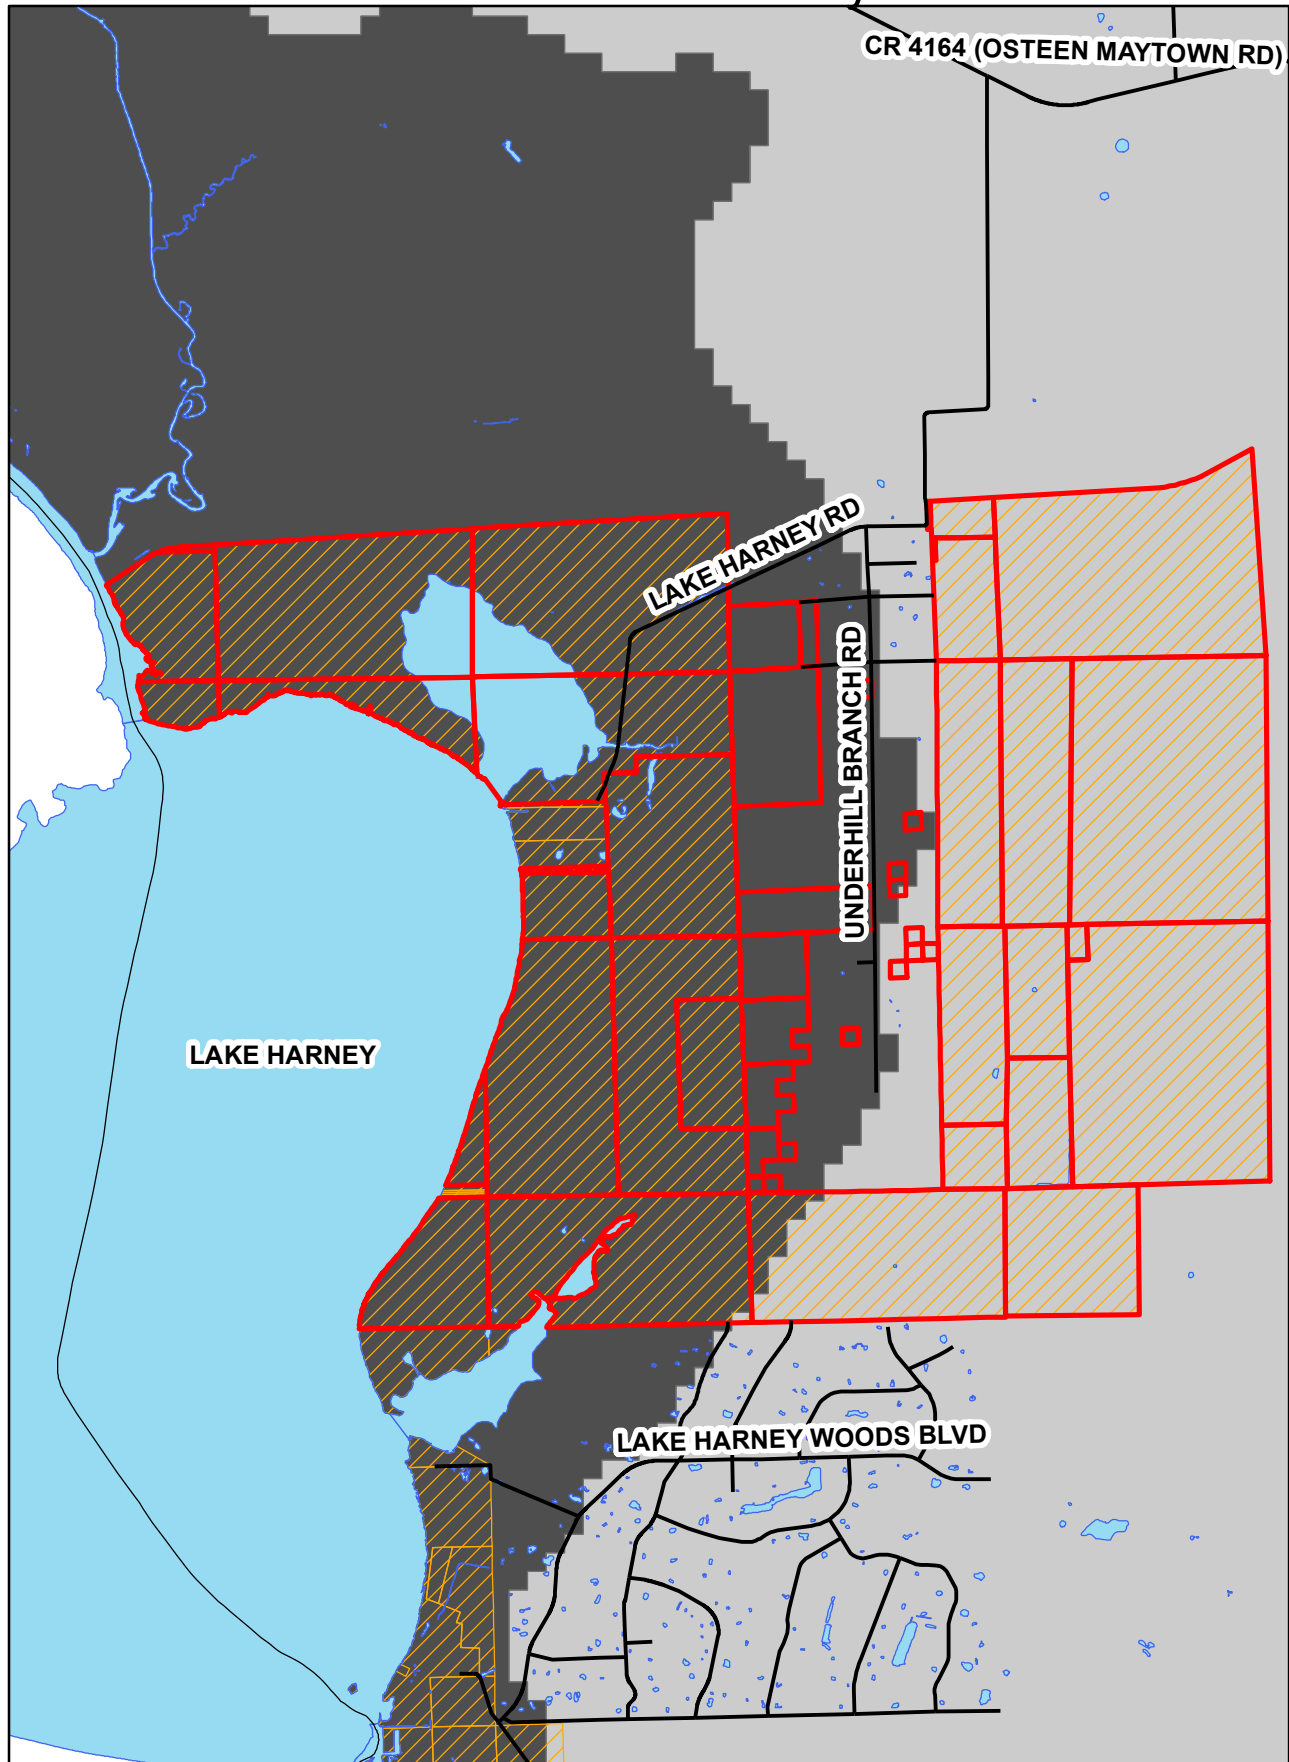 CR 4164 (OSTEEN MAYTOWN RD)
LAKE HARNEY RD
UNDERHILL BRANCH RD
LAKE HARNEY
LAKE HARNEY WOODS BLVD